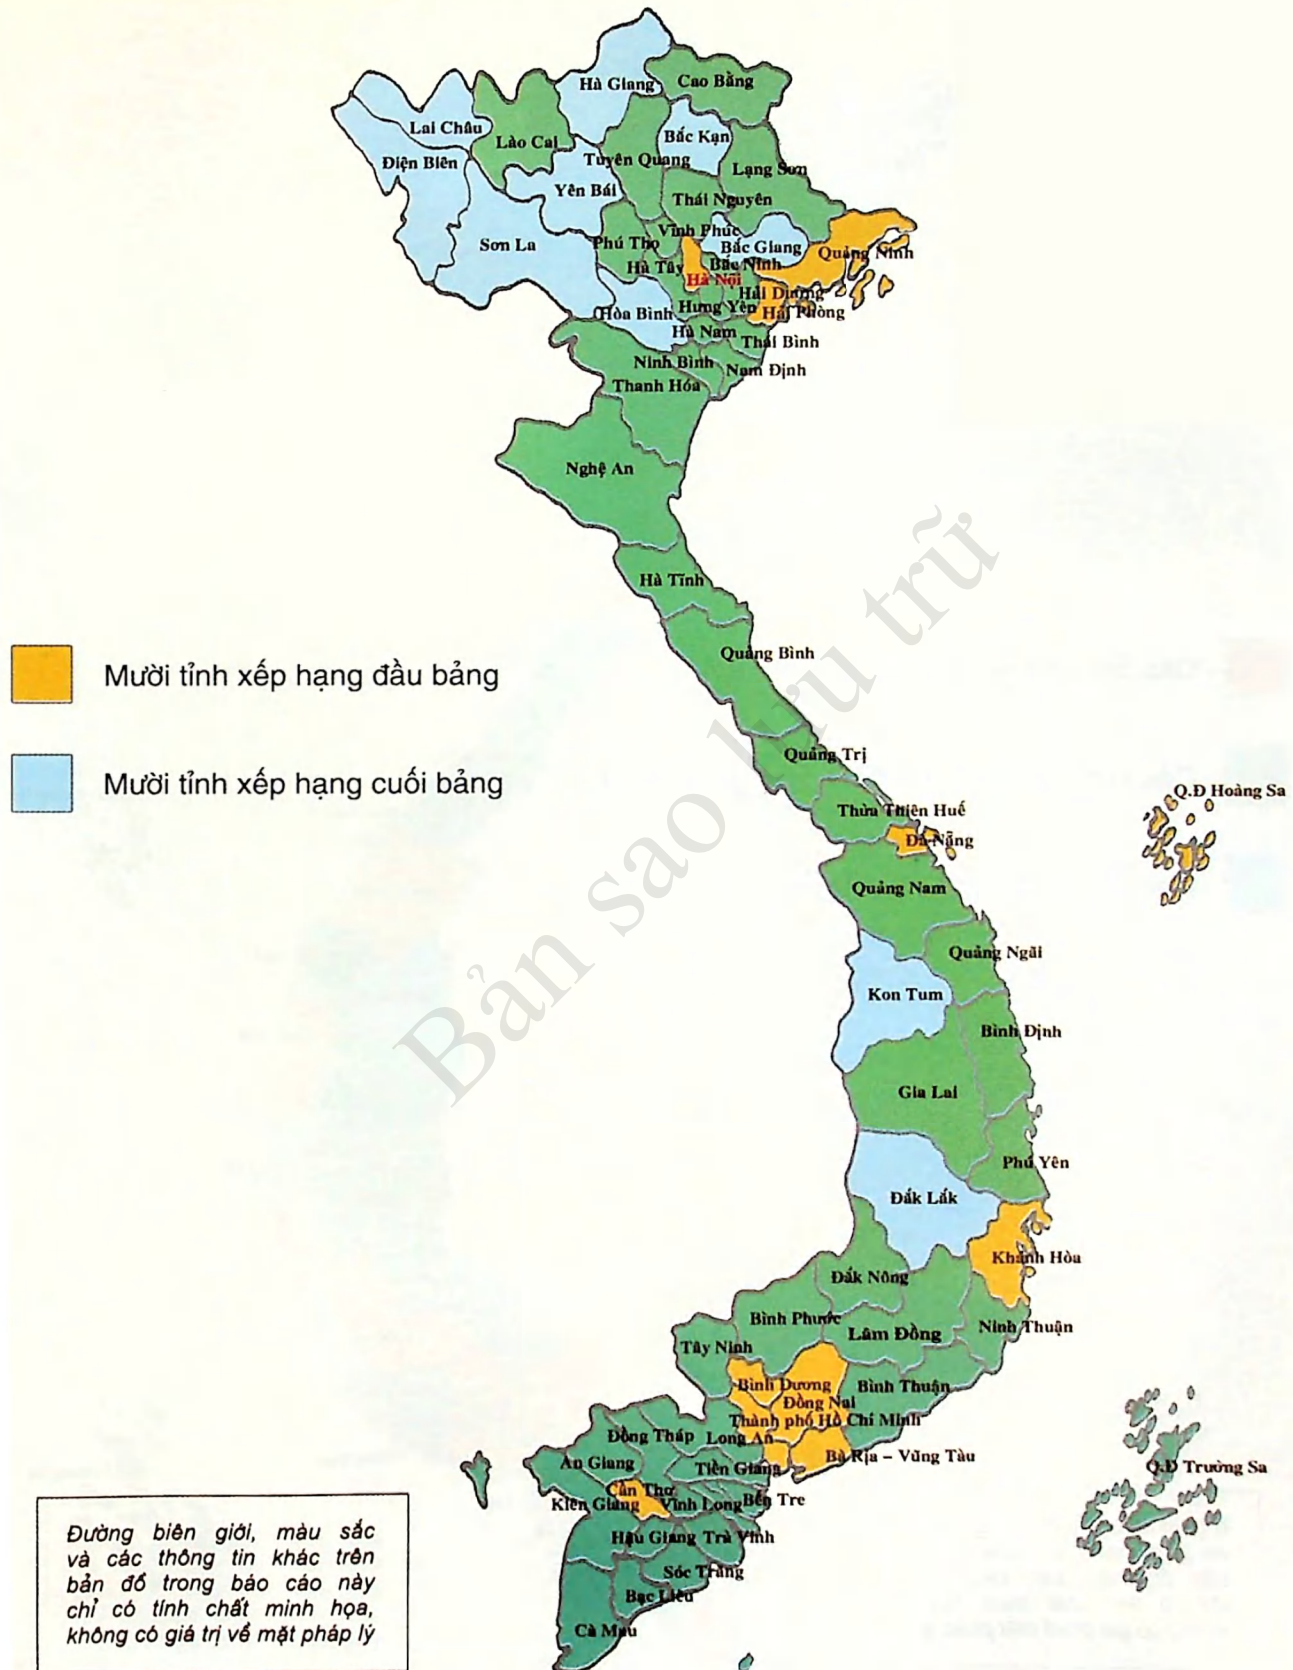 Hà Giang
Cao Bằng
Lai Châu
Lào Cai
Bắc Kạn
Điện Biên
Tuyên Quang
Lạng Sơn
Yên Bái
Thái Nguyên
Vĩnh Phúc
Phú Thọ
Sơn La
Bắc Giang
Quảng Ninh
Hà Tây
Bắc Ninh
Hà Nội
Hải Dương
Hưng Yên
Hải Phòng
Hòa Bình
Hà Nam
Thái Bình
Ninh Bình
Nam Định
Thanh Hóa
Nghệ An
Hà Tĩnh
Quảng Bình
Mười tỉnh xếp hạng đầu bảng
Mười tỉnh xếp hạng cuối bảng
Quảng Trị
Q.Đ Hoàng Sa
Thừa Thiên Huế
Đà Nẵng
Quảng Nam
Quảng Ngãi
Kon Tum
Bình Định
Gia Lai
Phú Yên
Đắk Lắk
Khánh Hòa
Đắk Nông
Bình Phước
Lâm Đồng
Ninh Thuận
Tây Ninh
Bình Dương
Bình Thuận
Đồng Nai
Thành phố Hồ Chí Minh
Đồng Tháp
Long An
Bà Rịa – Vũng Tàu
An Giang
Tiền Giang
Q.Đ Trường Sa
Cần Thơ
Kiên Giang
Vĩnh Long
Bến Tre
Hậu Giang
Trà Vinh
Sóc Trăng
Bạc Liêu
Cà Mau
Đường biên giới, màu sắc
và các thông tin khác trên
bản đồ trong báo cáo này
chỉ có tính chất minh họa,
không có giá trị về mặt pháp lý
Bản sao lưu trữ